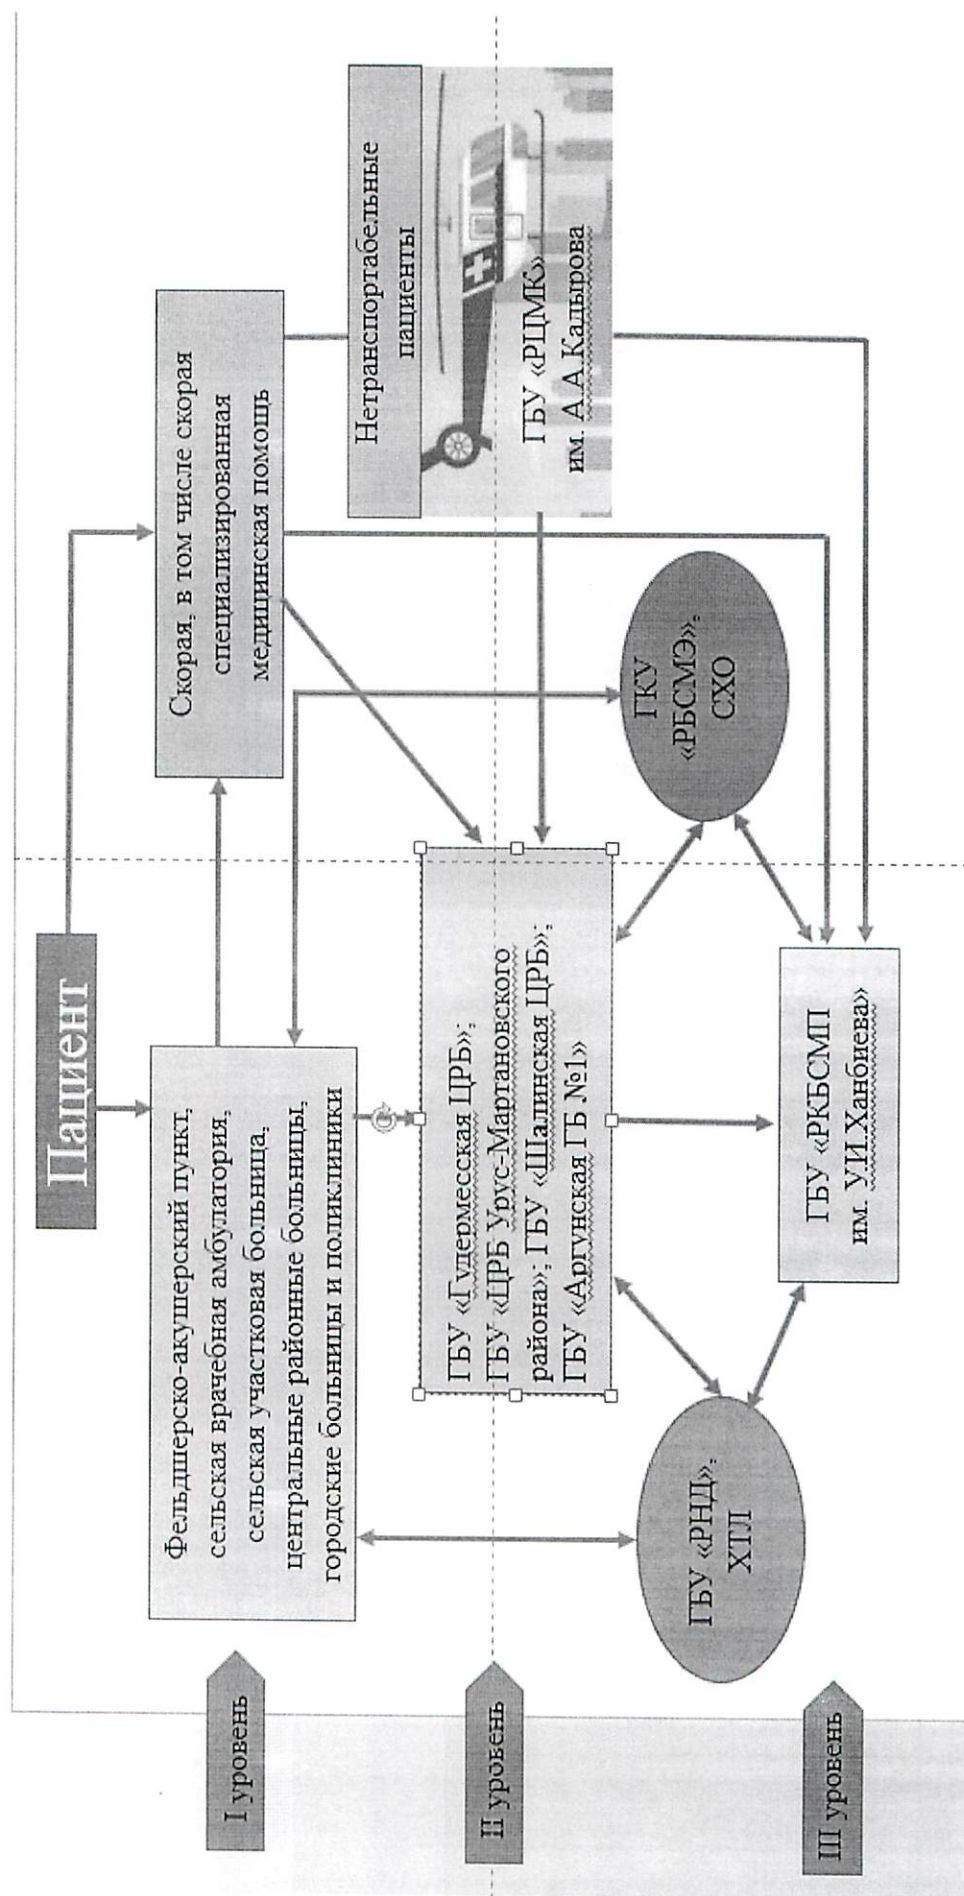 Пациент
I уровень
Фельдшерско-акушерский пункт,
сельская врачебная амбулатория,
сельская участковая больница,
центральные районные больницы,
городские больницы и поликлиники
Скорая, в том числе скорая
специализированная
медицинская помощь
Нетранспортабельные
пациенты
II уровень
ГБУ «Гудермесская ЦРБ»;
ГБУ «ЦРБ Урус-Мартановского
района»; ГБУ «Шалинская ЦРБ»;
ГБУ «Аргунская ГБ №1»
ГБУ «РЦМК»
им. А.А.Кадырова
ГБУ «РНД»,
ХТЛ
ГКУ
«РБСМЭ»,
СХО
III уровень
ГБУ «РКБСМП
им. У.И.Ханбиева»